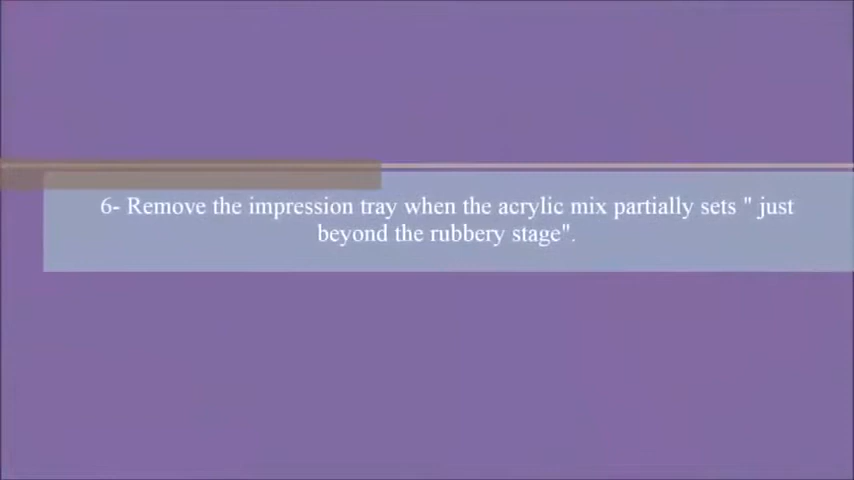 6- Remove the impression tray when the acrylic mix partially sets " just
beyond the rubbery stage".